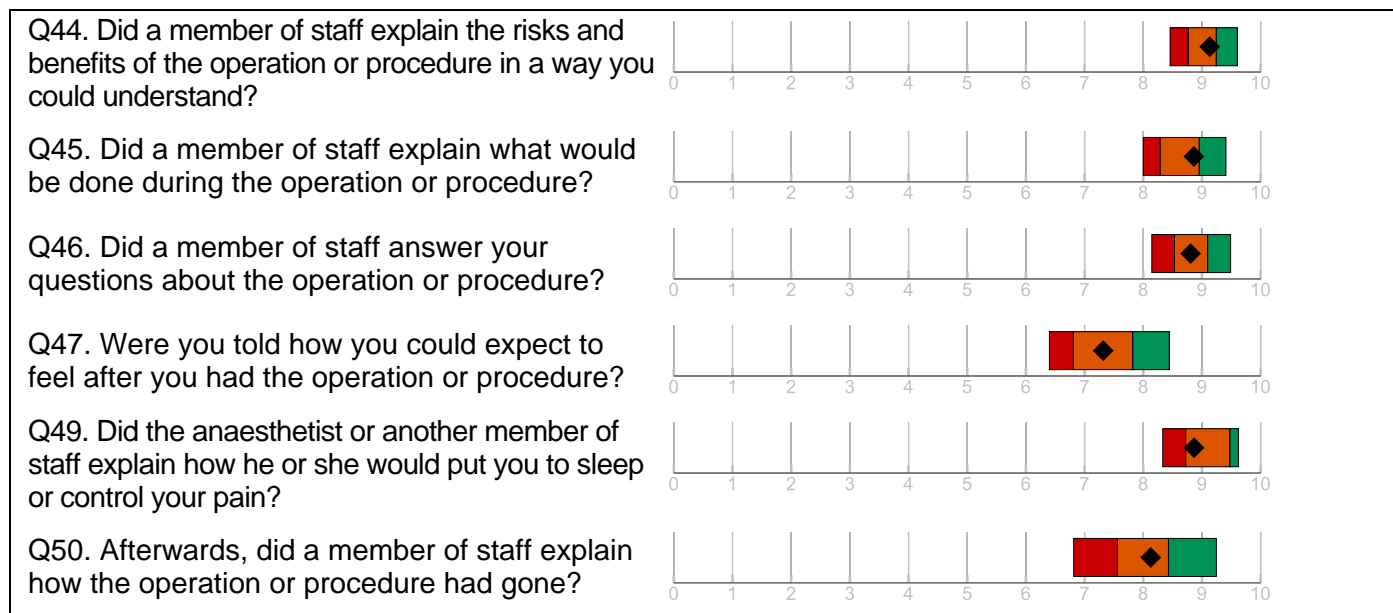 Q44. Did a member of staff explain the risks and
benefits of the operation or procedure in a way you
could understand?
0 1 2 3 4 5 6 7 8 9 10
Q45. Did a member of staff explain what would
be done during the operation or procedure?
0 1 2 3 4 5 6 7 8 9 10
Q46. Did a member of staff answer your
questions about the operation or procedure?
0 1 2 3 4 5 6 7 8 9 10
Q47. Were you told how you could expect to
feel after you had the operation or procedure?
0 1 2 3 4 5 6 7 8 9 10
Q49. Did the anaesthetist or another member of
staff explain how he or she would put you to sleep
or control your pain?
0 1 2 3 4 5 6 7 8 9 10
Q50. Afterwards, did a member of staff explain
how the operation or procedure had gone?
0 1 2 3 4 5 6 7 8 9 10